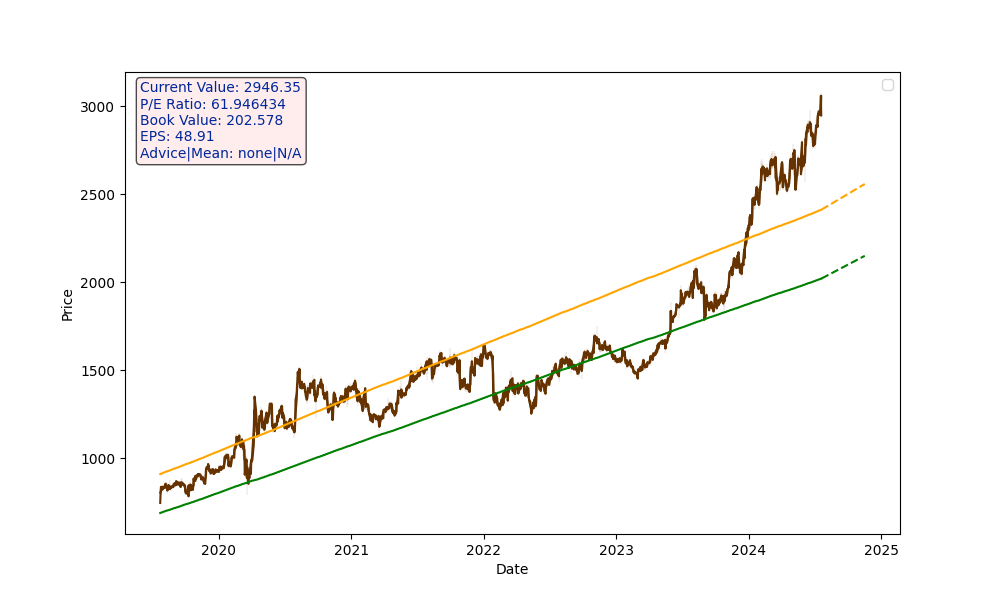 Current Value: 2946.35
P/E Ratio: 61.946434
Book Value: 202.578
EPS: 48.91
Advice|Mean: none|N/A
3000
2500
2000
1500
1000
Price
2020 2021 2022 2023 2024 2025
Date